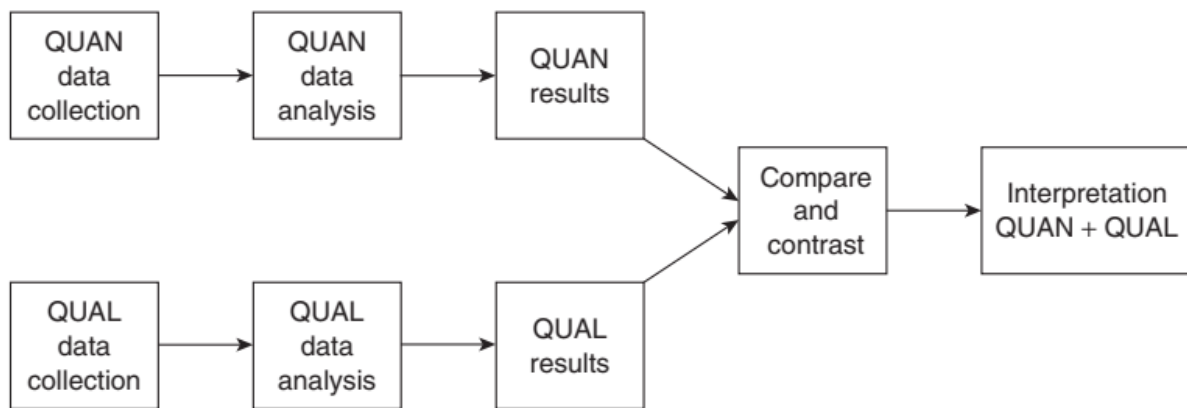 QUAN
data
collection
QUAN
data
analysis
QUAN
results
Compare
and
contrast
Interpretation
QUAN + QUAL
QUAL
data
collection
QUAL
data
analysis
QUAL
results